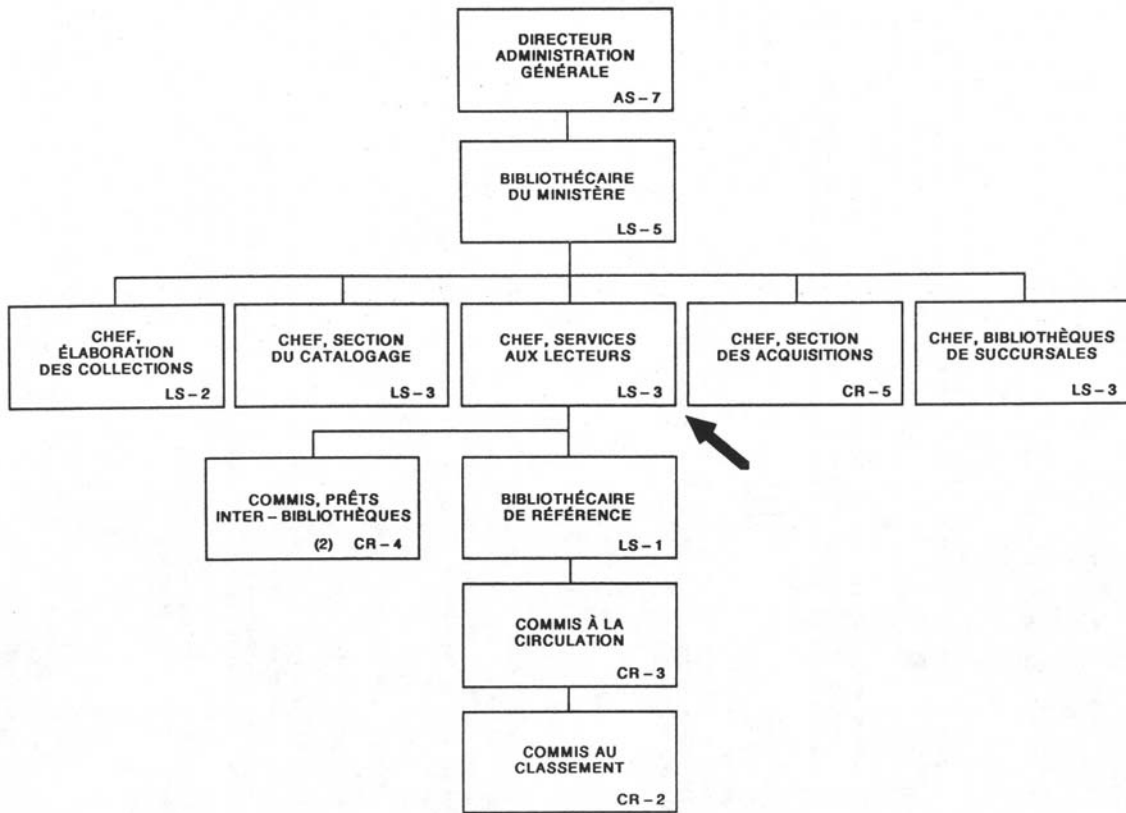 DIRECTEUR
ADMINISTRATION
GÉNÉRALE
AS – 7
BIBLIOTHÉCAIRE
DU MINISTÈRE
LS – 5
CHEF,
ÉLABORATION
DES COLLECTIONS
LS – 2
CHEF, SECTION
DU CATALOGAGE
LS – 3
CHEF, SERVICES
AUX LECTEURS
LS – 3
CHEF, SECTION
DES ACQUISITIONS
CR – 5
CHEF, BIBLIOTHÈQUES
DE SUCCURSALES
LS – 3
COMMIS, PRÊTS
INTER – BIBLIOTHÈQUES
(2) CR – 4
BIBLIOTHÉCAIRE
DE RÉFÉRENCE
LS – 1
COMMIS À LA
CIRCULATION
CR – 3
COMMIS AU
CLASSEMENT
CR – 2